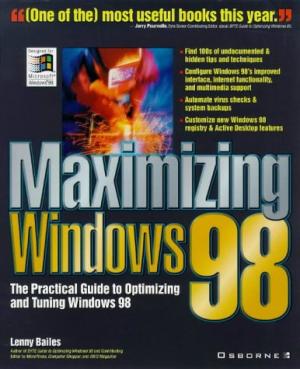 “(One of the) most useful books this year.”
Designed for
Microsoft
Windows 98
• Find 100s of undocumented &
hidden tips and techniques
• Configure Windows 98's improved
interface, internet functionality,
and multimedia support
• Automate virus checks &
system backups
• Customize new Windows 98
registry & Active Desktop features
Maximizing
Windows 98
The Practical Guide to Optimizing
and Tuning Windows 98
Lenny Bailes
OSBORNE